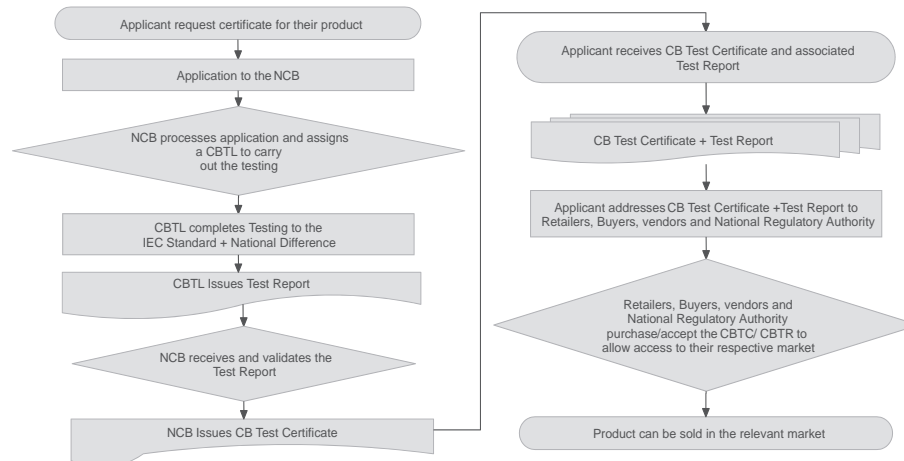 Applicant request certificate for their product
Application to the NCB
NCB processes application and assigns
a CBTL to carry
out the testing
CBTL completes Testing to the
IEC Standard + National Difference
CBTL Issues Test Report
NCB receives and validates the
Test Report
NCB Issues CB Test Certificate
Applicant receives CB Test Certificate and associated
Test Report
CB Test Certificate + Test Report
Applicant addresses CB Test Certificate +Test Report to
Retailers, Buyers, vendors and National Regulatory Authority
Retailers, Buyers, vendors and
National Regulatory Authority
purchase/accept the CBTC/ CBTR to
allow access to their respective market
Product can be sold in the relevant market